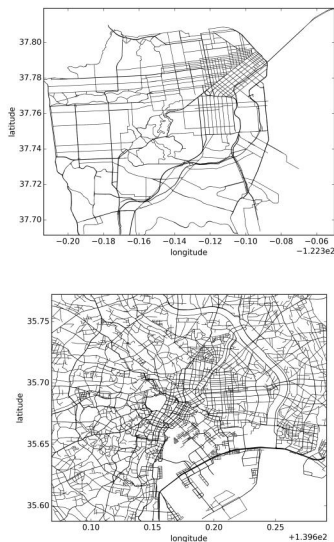 37.80
37.78
37.76
37.74
37.72
37.70
latitude
−0.20 −0.18 −0.16 −0.14 −0.12 −0.10 −0.08 −0.06
longitude
−1.223e2
35.75
35.70
35.65
35.60
latitude
0.10 0.15 0.20 0.25
longitude
+1.396e2